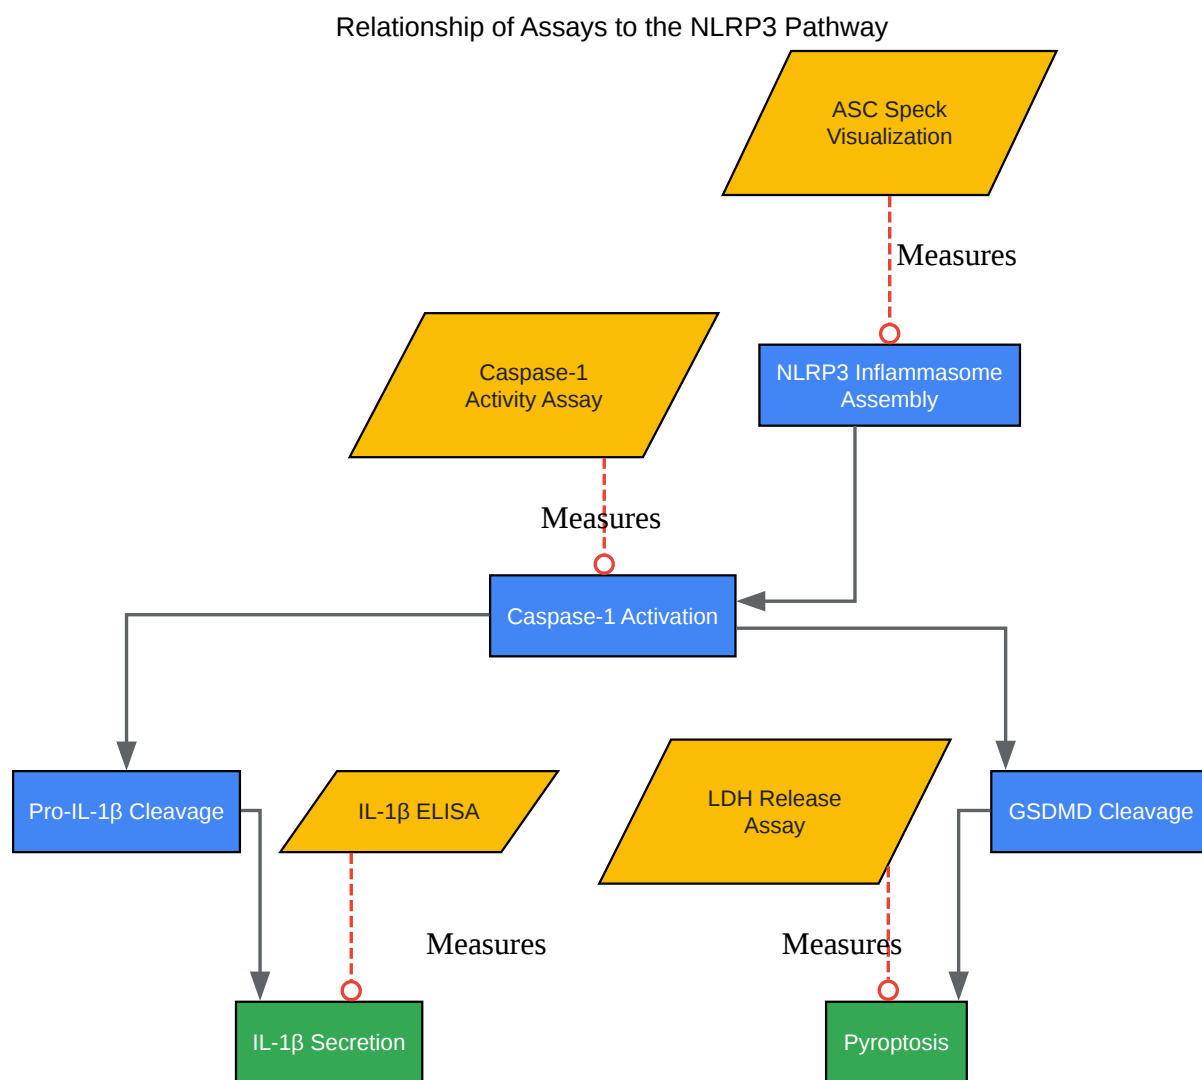 Relationship of Assays to the NLRP3 Pathway
ASC Speck
Visualization
Measures
Caspase-1
Activity Assay
NLRP3 Inflammasome
Assembly
Measures
Caspase-1 Activation
Pro-IL-1β Cleavage
IL-1β ELISA
LDH Release
Assay
GSDMD Cleavage
Measures
Measures
IL-1β Secretion
Pyroptosis